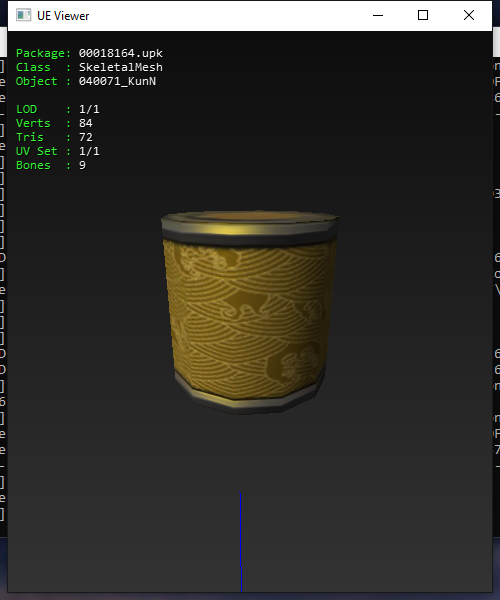 UE Viewer
Package: 00018164.upk
Class : SkeletalMesh
Object : 040071_KunN
LOD : 1/1
Verts : 84
Tris : 72
UV Set : 1/1
Bones : 9